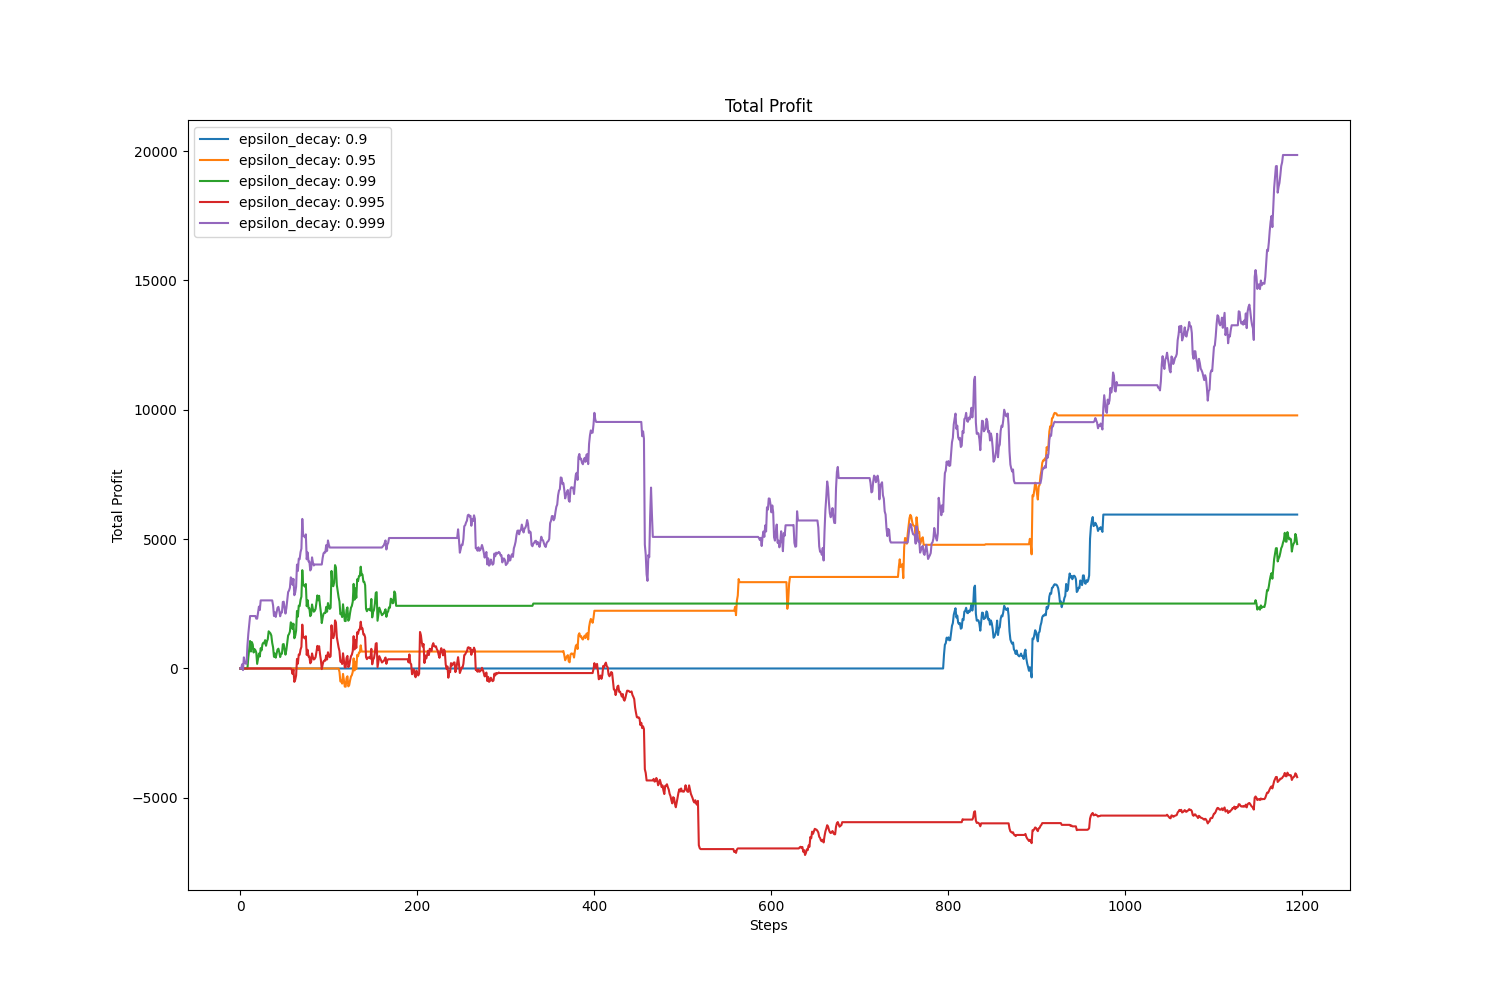 Total Profit
epsilon_decay: 0.9
epsilon_decay: 0.95
epsilon_decay: 0.99
epsilon_decay: 0.995
epsilon_decay: 0.999
20000
15000
10000
5000
0
−5000
Total Profit
0 200 400 600 800 1000 1200
Steps